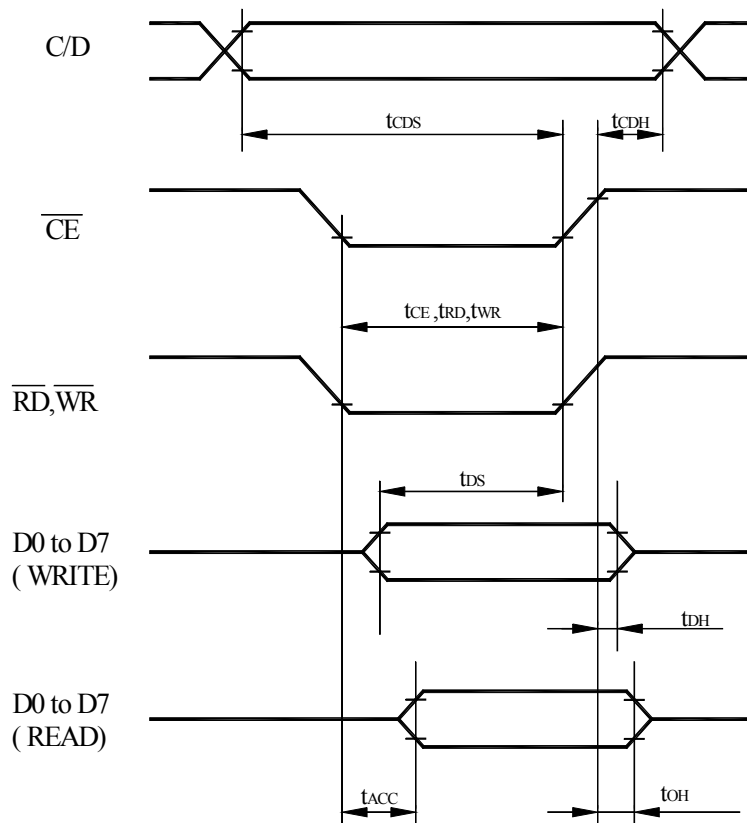 C/D
tCDS
tCDH
CE
tCE ,tRD,tWR
RD,WR
tDS
D0 to D7
( WRITE)
tDH
D0 to D7
( READ)
tACC
tOH